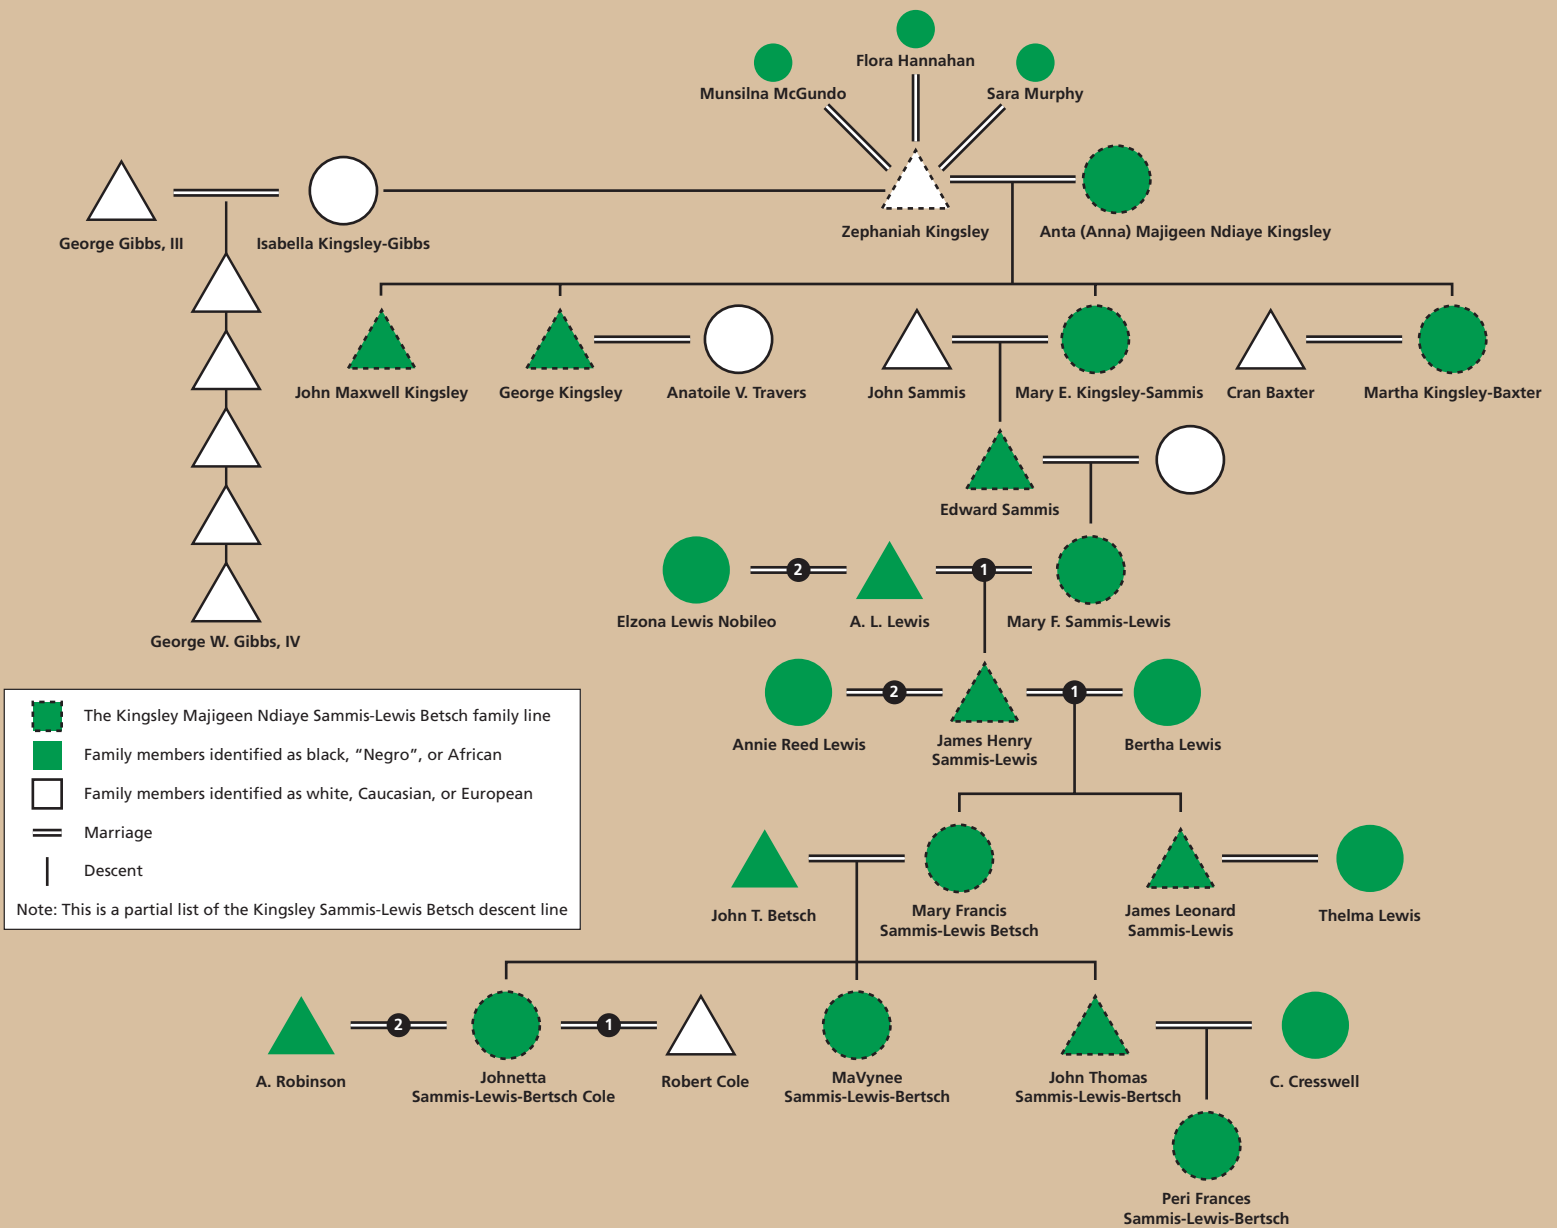 Flora Hannahan
Munsilna McGundo
Sara Murphy
George Gibbs, III
Isabella Kingsley-Gibbs
Zephaniah Kingsley
Anta (Anna) Majigeen Ndiaye Kingsley
John Maxwell Kingsley
George Kingsley
Anatoile V. Travers
John Sammis
Mary E. Kingsley-Sammis
Cran Baxter
Martha Kingsley-Baxter
Edward Sammis
2
1
Elzona Lewis Nobileo
A. L. Lewis
Mary F. Sammis-Lewis
George W. Gibbs, IV
2
1
Annie Reed Lewis
James Henry
Sammis-Lewis
Bertha Lewis
The Kingsley Majigeen Ndiaye Sammis-Lewis Betsch family line
Family members identified as black, “Negro”, or African
Family members identified as white, Caucasian, or European
Marriage
Descent
Note: This is a partial list of the Kingsley Sammis-Lewis Betsch descent line
John T. Betsch
Mary Francis
Sammis-Lewis Betsch
James Leonard
Sammis-Lewis
Thelma Lewis
2
1
A. Robinson
Johnetta
Sammis-Lewis-Bertsch Cole
Robert Cole
MaVynee
Sammis-Lewis-Bertsch
John Thomas
Sammis-Lewis-Bertsch
C. Cresswell
Peri Frances
Sammis-Lewis-Bertsch